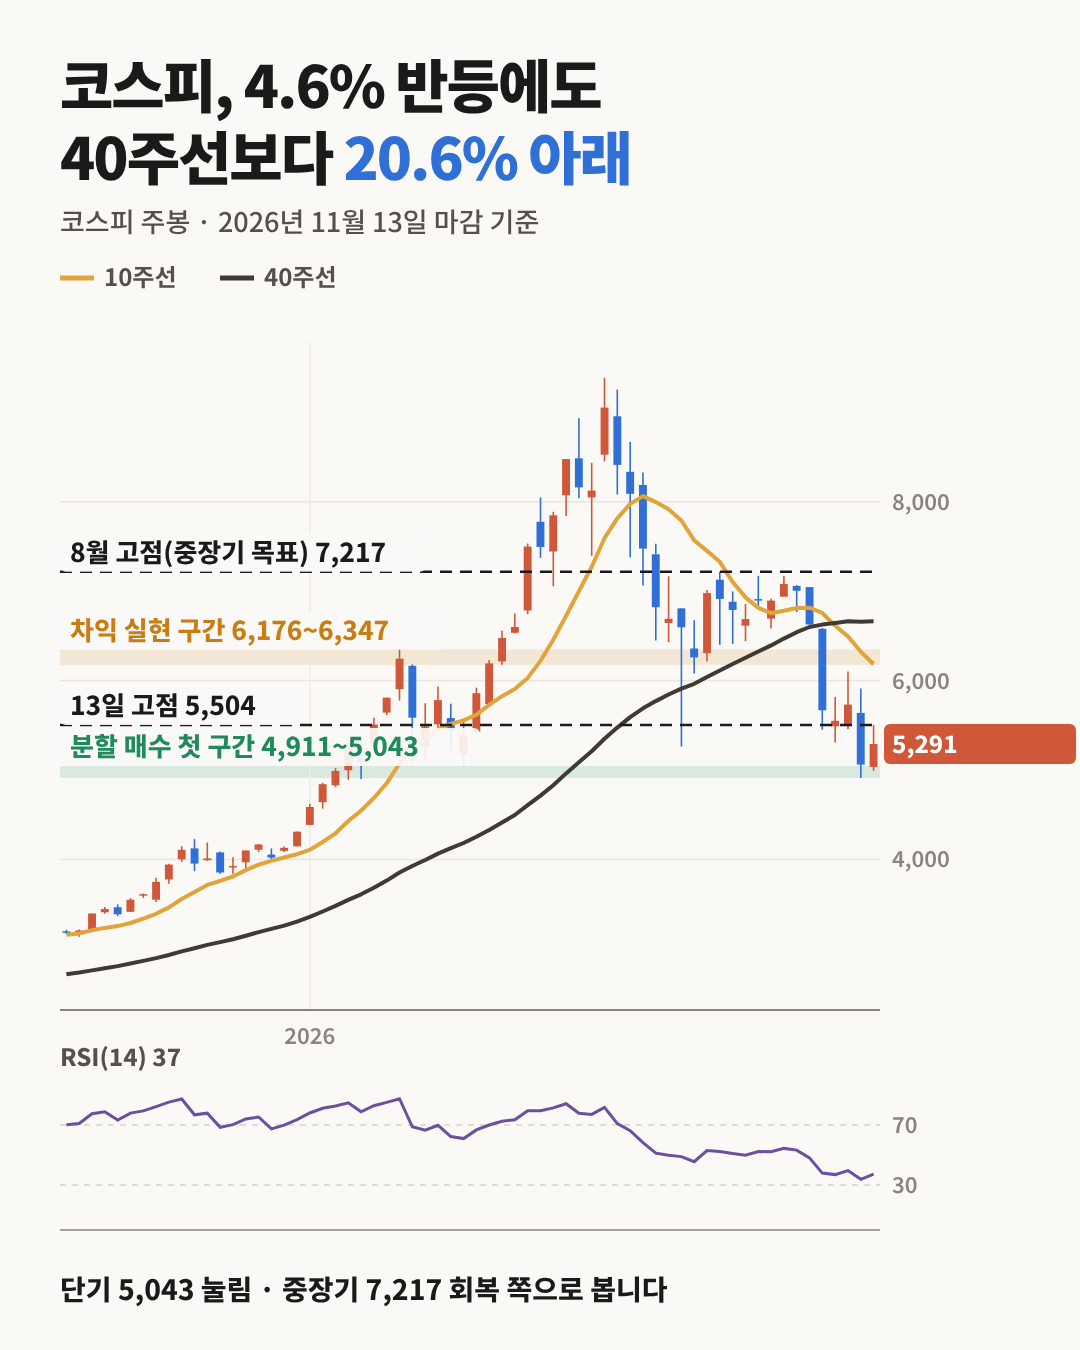 코스피, 4.6% 반등에도
40주선보다 20.6% 아래
코스피 주봉 · 2026년 11월 13일 마감 기준
10주선 40주선
8,000
8월 고점(중장기 목표) 7,217
차익 실현 구간 6,176~6,347
6,000
13일 고점 5,504
분할 매수 첫 구간 4,911~5,043
5,291
4,000
2026
RSI(14) 37
70
30
단기 5,043 눌림 · 중장기 7,217 회복 쪽으로 봅니다